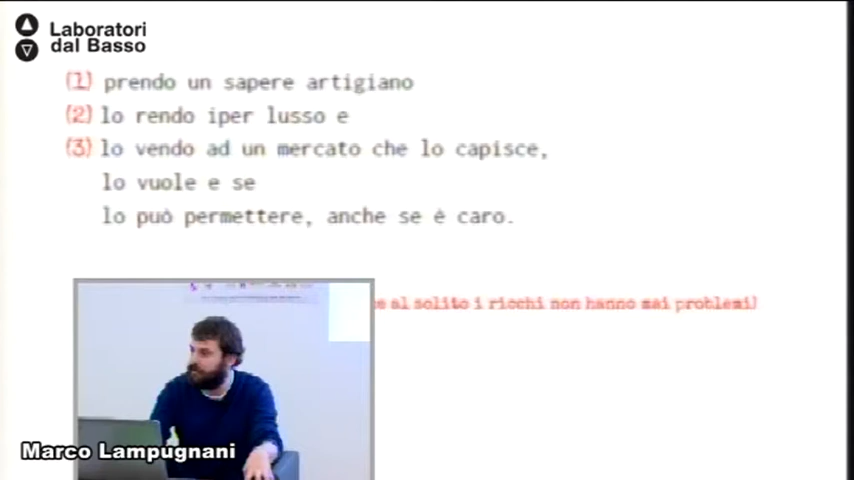 Laboratori
dal Basso
(1) prendo un sapere artigiano
(2) lo rendo iper lusso e
(3) lo vendo ad un mercato che lo capisce,
lo vuole e se
lo può permettere, anche se è caro.
al solito i ricchi non hanno mai problemi)
Marco Lampugnani